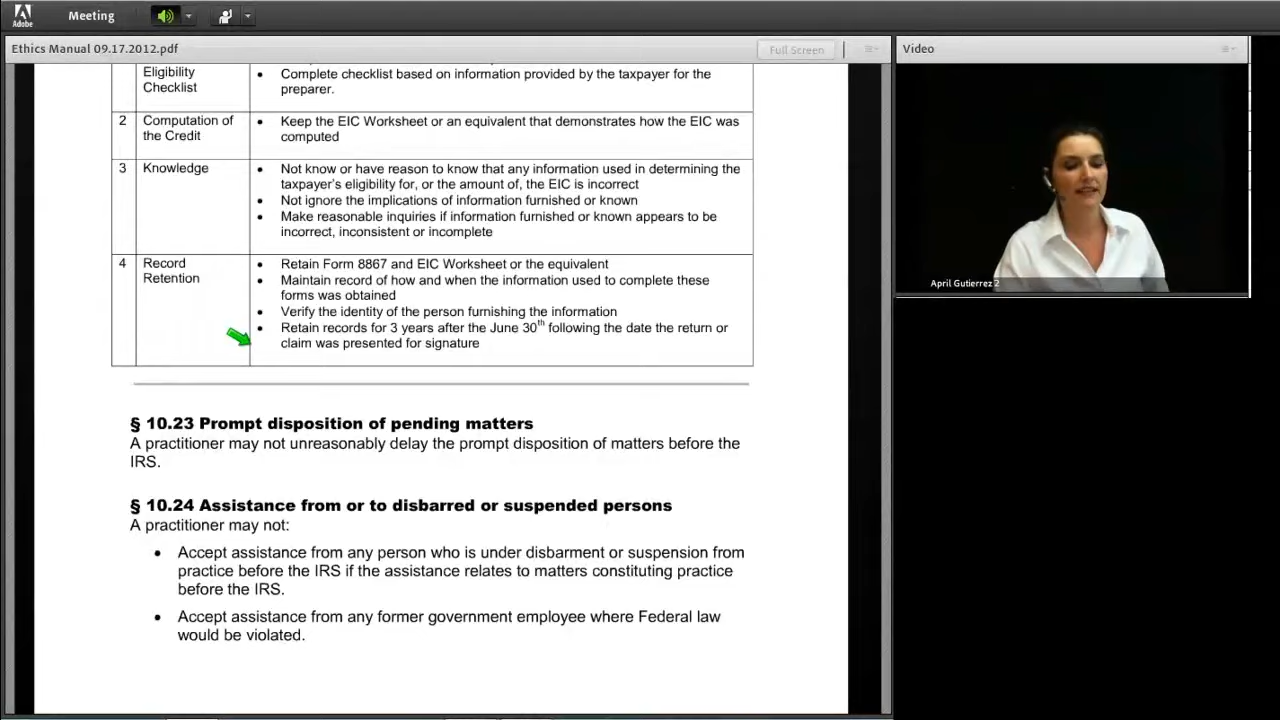 Meeting
Adobe
Ethics Manual 09.17.2012.pdf
Full Screen
Video
Eligibility
Checklist
• Complete checklist based on information provided by the taxpayer for the
preparer.
2 Computation of
the Credit
• Keep the EIC Worksheet or an equivalent that demonstrates how the EIC was
computed
3 Knowledge
• Not know or have reason to know that any information used in determining the
taxpayer's eligibility for, or the amount of, the EIC is incorrect
• Not ignore the implications of information furnished or known
• Make reasonable inquiries if information furnished or known appears to be
incorrect, inconsistent or incomplete
4 Record
Retention
• Retain Form 8867 and EIC Worksheet or the equivalent
• Maintain record of how and when the information used to complete these
forms was obtained
• Verify the identity of the person furnishing the information
• Retain records for 3 years after the June 30th following the date the return or
claim was presented for signature
§ 10.23 Prompt disposition of pending matters
A practitioner may not unreasonably delay the prompt disposition of matters before the
IRS.
§ 10.24 Assistance from or to disbarred or suspended persons
A practitioner may not:
• Accept assistance from any person who is under disbarment or suspension from
practice before the IRS if the assistance relates to matters constituting practice
before the IRS.
• Accept assistance from any former government employee where Federal law
would be violated.
April Gutierrez 2